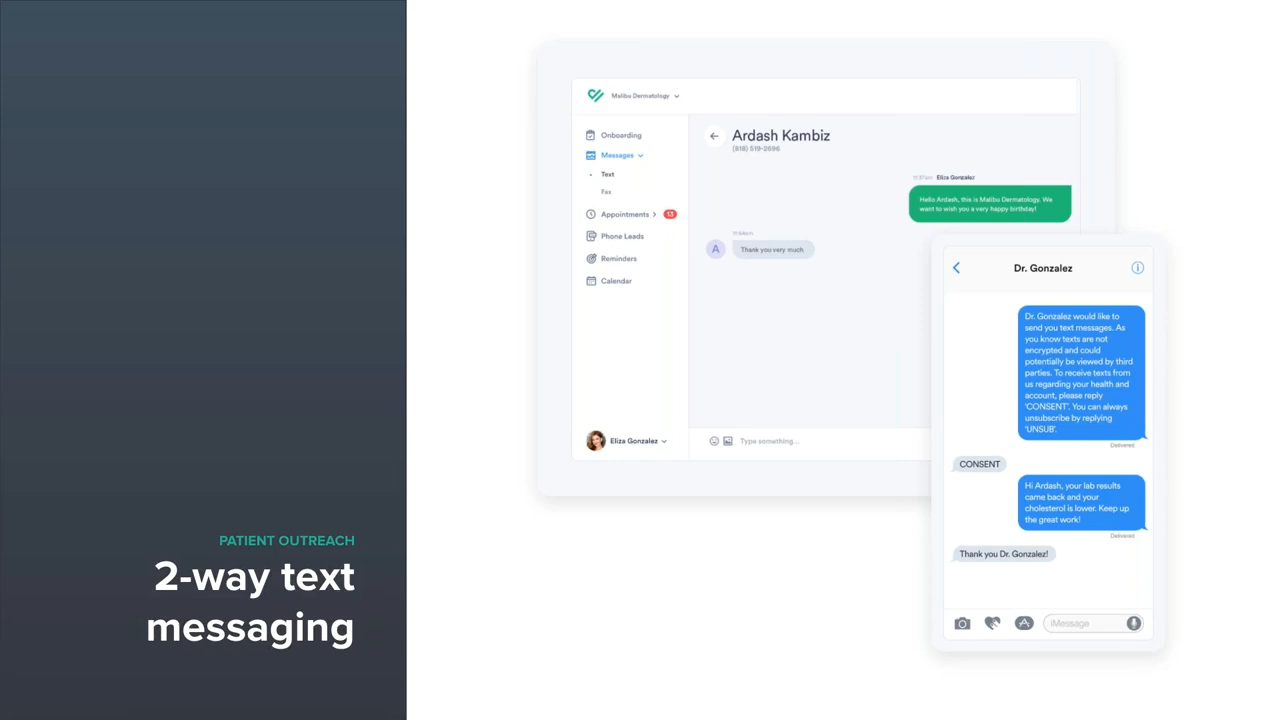 PATIENT OUTREACH
2-way text
messaging
Malibu Dermatology
Onboarding
Messages
Text
Fax
Appointments
13
Phone Leads
Reminders
Calendar
Eliza Gonzalez
Ardash Kambiz
(818) 519-2696
11:37am Eliza Gonzalez
Hello Ardash, this is Malibu Dermatology. We
want to wish you a very happy birthday!
A
Thank you very much
Type something...
Dr. Gonzalez
Dr. Gonzalez would like to
send you text messages. As
you know texts are not
encrypted and could
potentially be viewed by third
parties. To receive texts from
us regarding your health and
account, please reply
'CONSENT'. You can always
unsubscribe by replying
'UNSUB'.
Delivered
CONSENT
Hi Ardash, your lab results
came back and your
cholesterol is lower. Keep up
the great work!
Delivered
Thank you Dr. Gonzalez!
iMessage